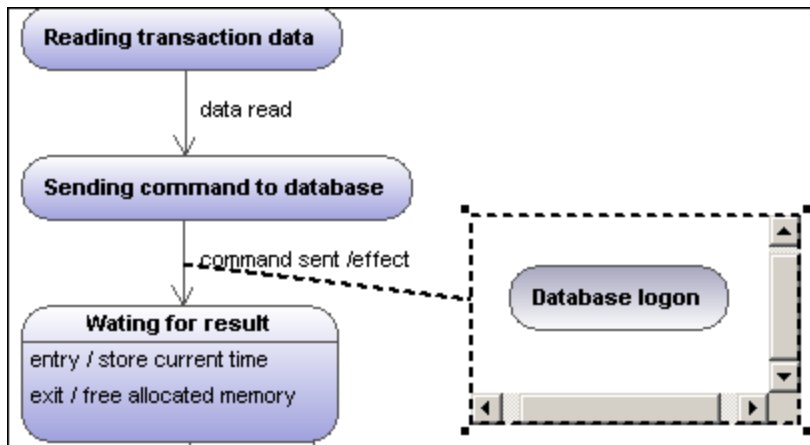 Reading transaction data
data read
Sending command to database
command sent /effect
Database logon
Wating for result
entry / store current time
exit / free allocated memory